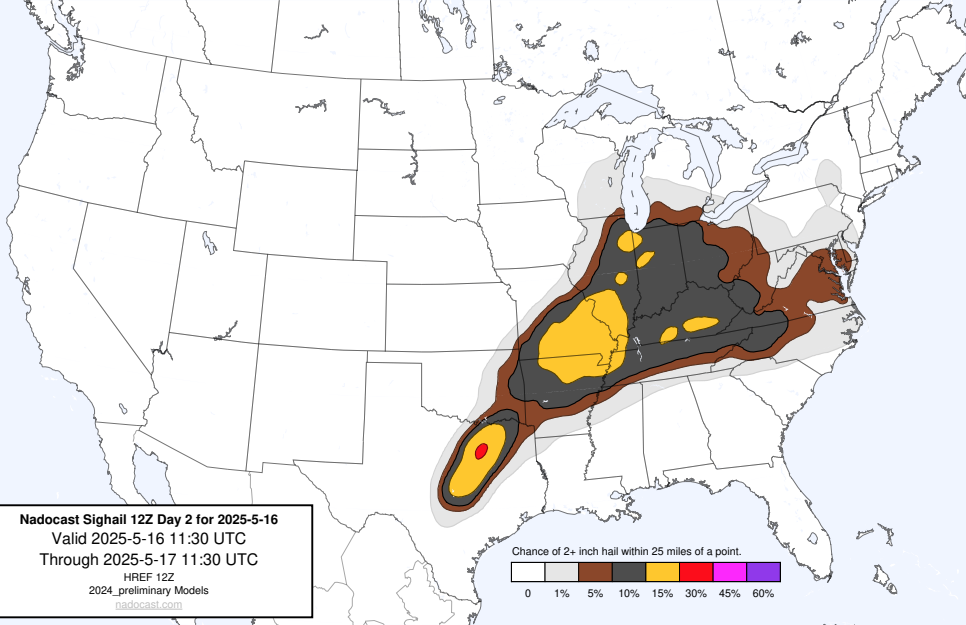 Nadocast Sighail 12Z Day 2 for 2025-5-16
Valid 2025-5-16 11:30 UTC
Through 2025-5-17 11:30 UTC
HREF 12Z
2024_preliminary Models
nadocast.com
Chance of 2+ inch hail within 25 miles of a point.
0 1% 5% 10% 15% 30% 45% 60%